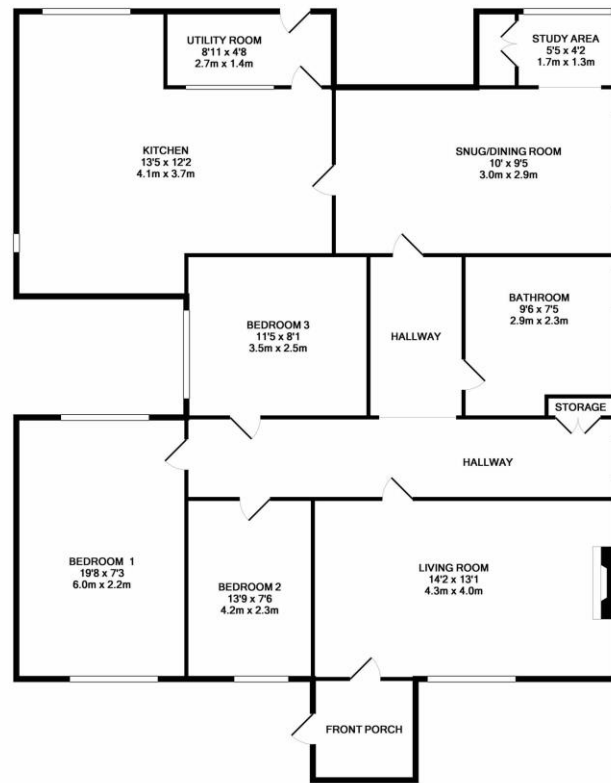 UTILITY ROOM
8'11 x 4'8
2.7m x 1.4m
STUDY AREA
5'5 x 4'2
1.7m x 1.3m
KITCHEN
13'5 x 12'2
4.1m x 3.7m
SNUG/DINING ROOM
10' x 9'5
3.0m x 2.9m
BEDROOM 3
11'5 x 8'1
3.5m x 2.5m
HALLWAY
BATHROOM
9'6 x 7'5
2.9m x 2.3m
STORAGE
HALLWAY
BEDROOM 1
19'8 x 7'3
6.0m x 2.2m
BEDROOM 2
13'9 x 7'6
4.2m x 2.3m
LIVING ROOM
14'2 x 13'1
4.3m x 4.0m
FRONT PORCH